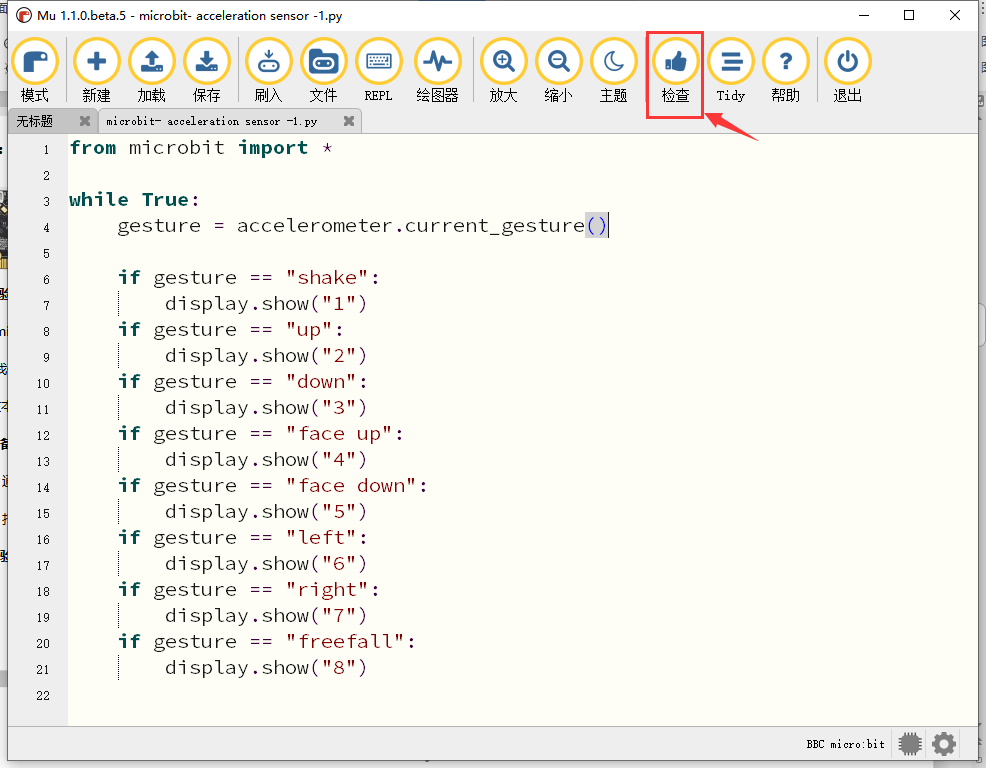 Mu 1.1.0.beta.5 - microbit- acceleration sensor -1.py
模式 新建 加载 保存 刷入 文件 REPL 绘图器 放大 缩小 主题 检查 Tidy 帮助 退出
无标题 microbit- acceleration sensor -1.py
1 from microbit import *
2
3 while True:
4 gesture = accelerometer.current_gesture()
5
6 if gesture == "shake":
7 display.show("1")
8 if gesture == "up":
9 display.show("2")
10 if gesture == "down":
11 display.show("3")
12 if gesture == "face up":
13 display.show("4")
14 if gesture == "face down":
15 display.show("5")
16 if gesture == "left":
17 display.show("6")
18 if gesture == "right":
19 display.show("7")
20 if gesture == "freefall":
21 display.show("8")
22
BBC micro:bit